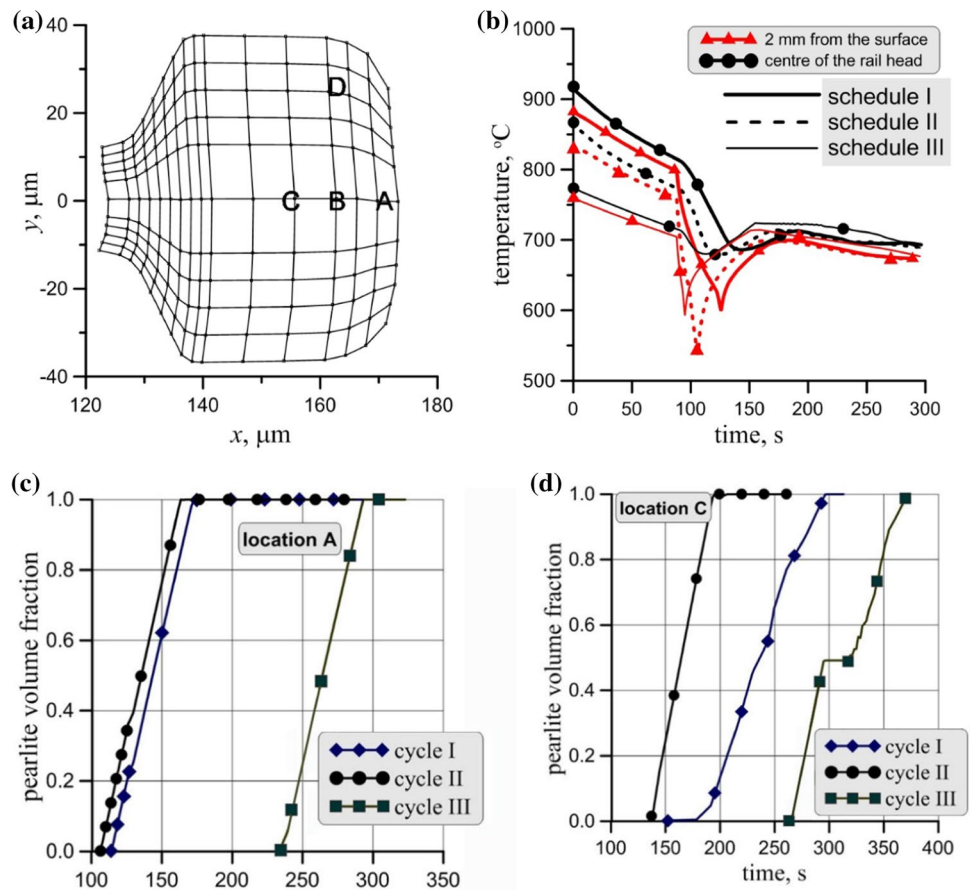 (a)
40
20
0
-20
-40
y, μm
D
C B A
120 140 160 180
x, μm
(b)
1000
900
800
700
600
500
temperature, °C
2 mm from the surface
centre of the rail head
schedule I
schedule II
schedule III
0 50 100 150 200 250 300
time, s
(c)
1.0
0.8
0.6
0.4
0.2
0.0
pearlite volume fraction
location A
cycle I
cycle II
cycle III
100 150 200 250 300 350
(d)
1.0
0.8
0.6
0.4
0.2
0.0
pearlite volume fraction
location C
cycle I
cycle II
cycle III
100 150 200 250 300 350 400
time, s